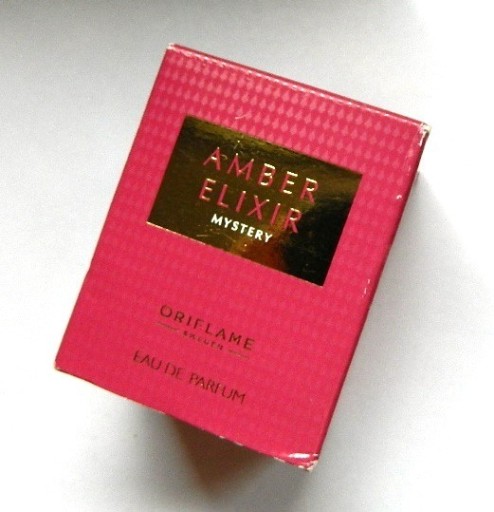 AMBER
ELIXIR
MYSTERY
ORIFLAME
SWEDEN
EAU DE PARFUM